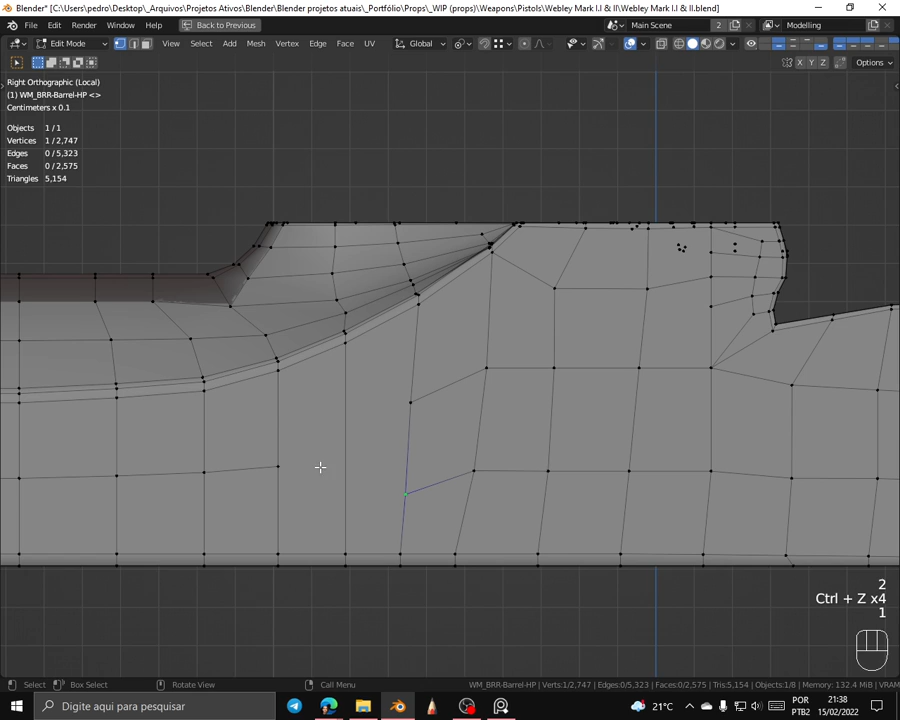 Blender* [C:\Users\pedro\Desktop\_Arquivos\Projetos Ativos\Blender\Blender projetos atuais\_Portfólio\Props\_WIP (props)\Weapons\Pistols\Webley Mark I.I & II\Webley Mark I.I & II.blend]
File Edit Render Window Help Back to Previous Main Scene 2 Modelling
Edit Mode View Select Add Mesh Vertex Edge Face UV Global
X Y Z Options
Right Orthographic (Local)
(1) WM_BRR-Barrel-HP <>
Centimeters x 0.1
Objects 1 / 1
Vertices 1 / 2,747
Edges 0 / 5,323
Faces 0 / 2,575
Triangles 5,154
2
Ctrl + Z x4
1
Select Box Select Rotate View Call Menu WM_BRR-Barrel-HP <> | Verts:1/2,747 | Edges:0/5,323 | Faces:0/2,575 | Tris:5,154 | Objects:1/8 | Memory: 132.4 MiB | VRAM
Digite aqui para pesquisar 21°C POR 21:38
PTB2 15/02/2022